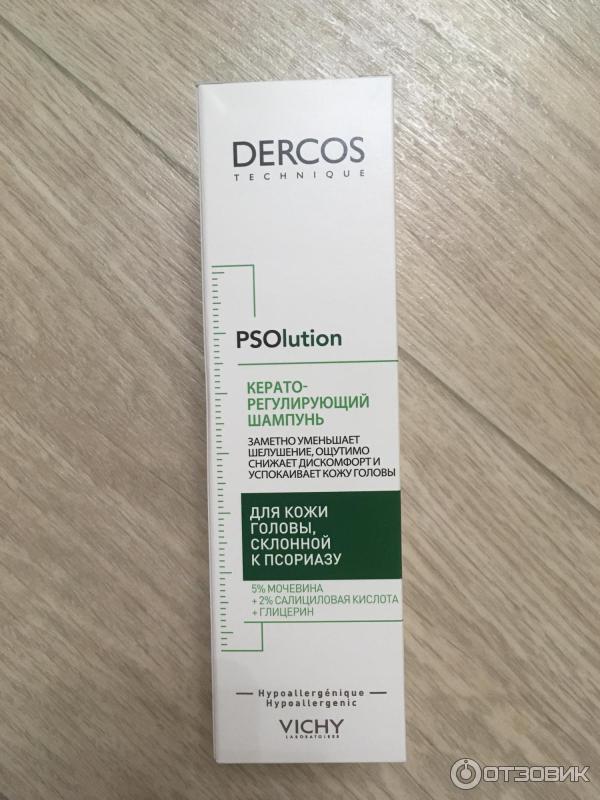 DERCOS
TECHNIQUE
PSOlution
КЕРАТО-
РЕГУЛИРУЮЩИЙ
ШАМПУНЬ
ЗАМЕТНО УМЕНЬШАЕТ
ШЕЛУШЕНИЕ, ОЩУТИМО
СНИЖАЕТ ДИСКОМФОРТ И
УСПОКАИВАЕТ КОЖУ ГОЛОВЫ
ДЛЯ КОЖИ
ГОЛОВЫ,
СКЛОННОЙ
К ПСОРИАЗУ
5% МОЧЕВИНА
+ 2% САЛИЦИЛОВАЯ КИСЛОТА
+ ГЛИЦЕРИН
Hypoallergénique
Hypoallergenic
VICHY
LABORATOIRES
ОТЗОВИК